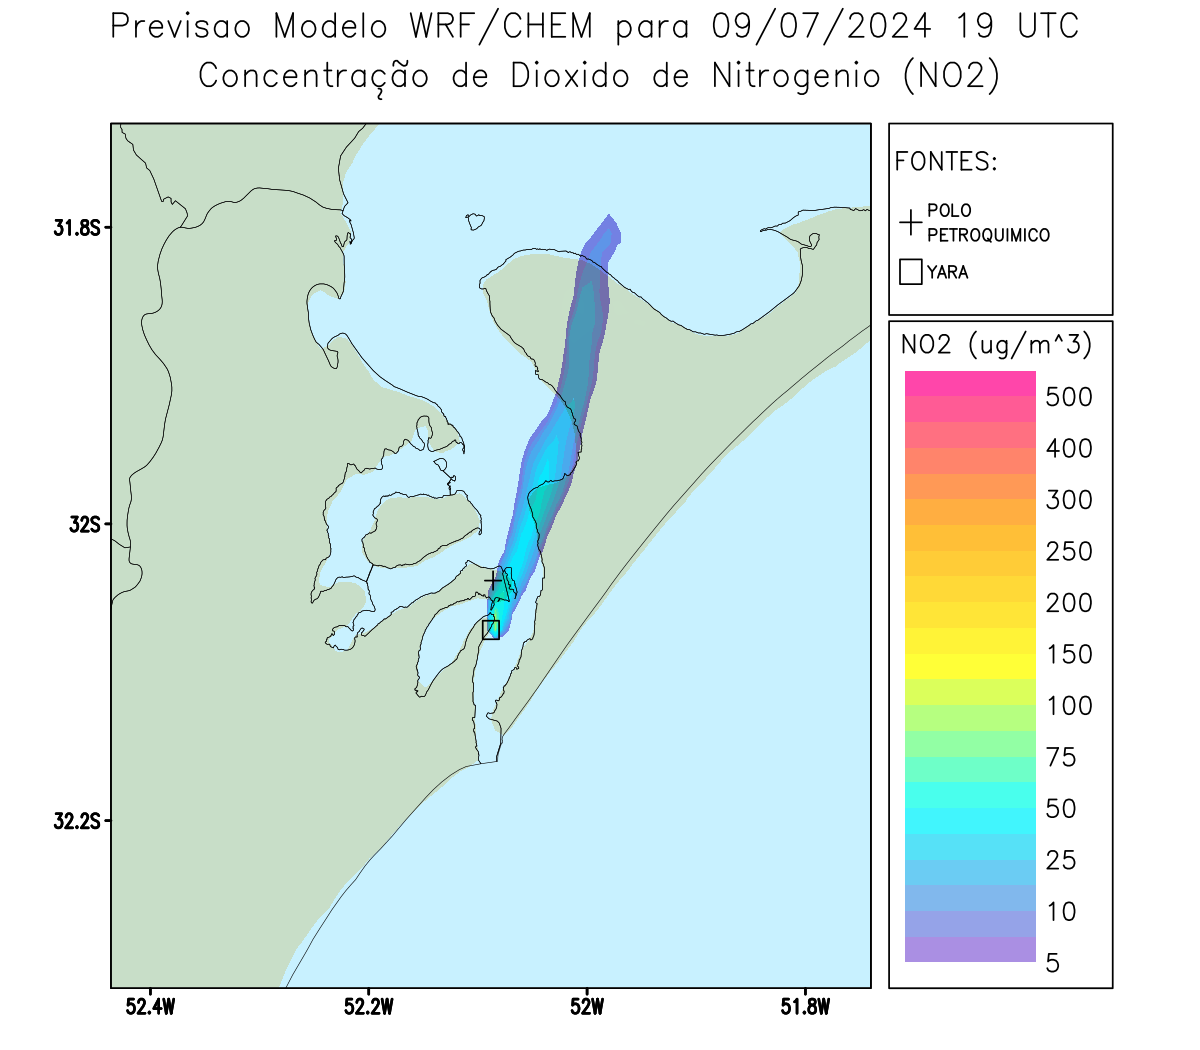 Previsao Modelo WRF/CHEM para 09/07/2024 19 UTC
Concentração de Dioxido de Nitrogenio (NO2)
FONTES:
POLO
PETROQUIMICO
YARA
NO2 (ug/m^3)
500
400
300
250
200
150
100
75
50
25
10
5
31.8S
32S
32.2S
52.4W
52.2W
52W
51.8W